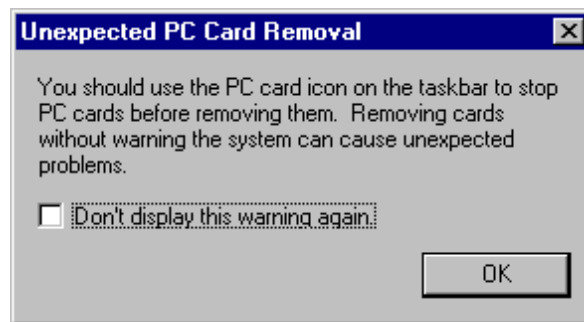 Unexpected PC Card Removal
You should use the PC card icon on the taskbar to stop
PC cards before removing them.  Removing cards
without warning the system can cause unexpected
problems.
Don't display this warning again.
OK